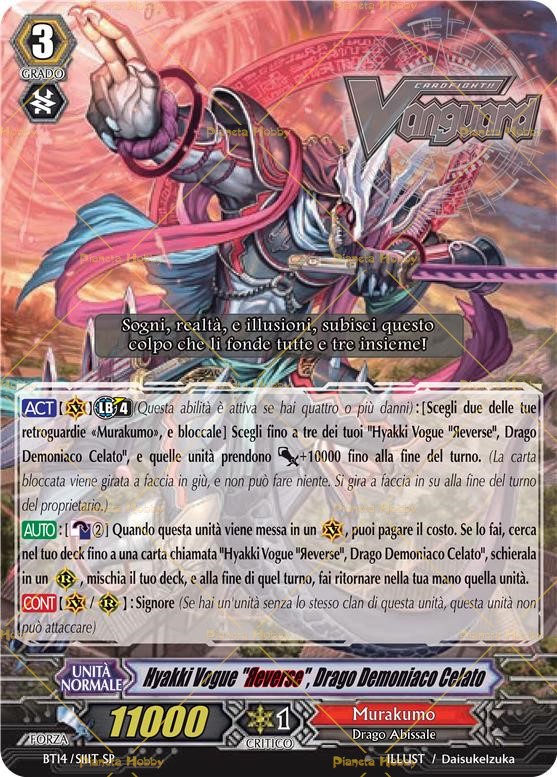 3
GRADO
CARDFIGHT!!
Vanguard
Pianeta Hobby
Sogni, realtà, e illusioni, subisci questo
colpo che li fonde tutte e tre insieme!
ACT [ ] LB 4 (Questa abilità è attiva se hai quattro o più danni) : [Scegli due delle tue
retroguardie «Murakumo», e bloccale] Scegli fino a tre dei tuoi "Hyakki Vogue "Яeverse", Drago
Demoniaco Celato", e quelle unità prendono +10000 fino alla fine del turno. (La carta
bloccata viene girata a faccia in giù, e non può fare niente. Si gira a faccia in su alla fine del turno
del proprietario.)
AUTO : [ ② ] Quando questa unità viene messa in un V, puoi pagare il costo. Se lo fai, cerca
nel tuo deck fino a una carta chiamata "Hyakki Vogue "Яeverse", Drago Demoniaco Celato", schierala
in un R, mischia il tuo deck, e alla fine di quel turno, fai ritornare nella tua mano quella unità.
CONT [ V / R ] : Signore (Se hai un'unità senza lo stesso clan di questa unità, questa unità non
può attaccare)
UNITÀ
NORMALE
Hyakki Vogue "Яeverse", Drago Demoniaco Celato
FORZA
11000
1
CRITICO
Murakumo
Drago Abissale
BT14 /S11IT SP
ILLUST / DaisukeIzuka